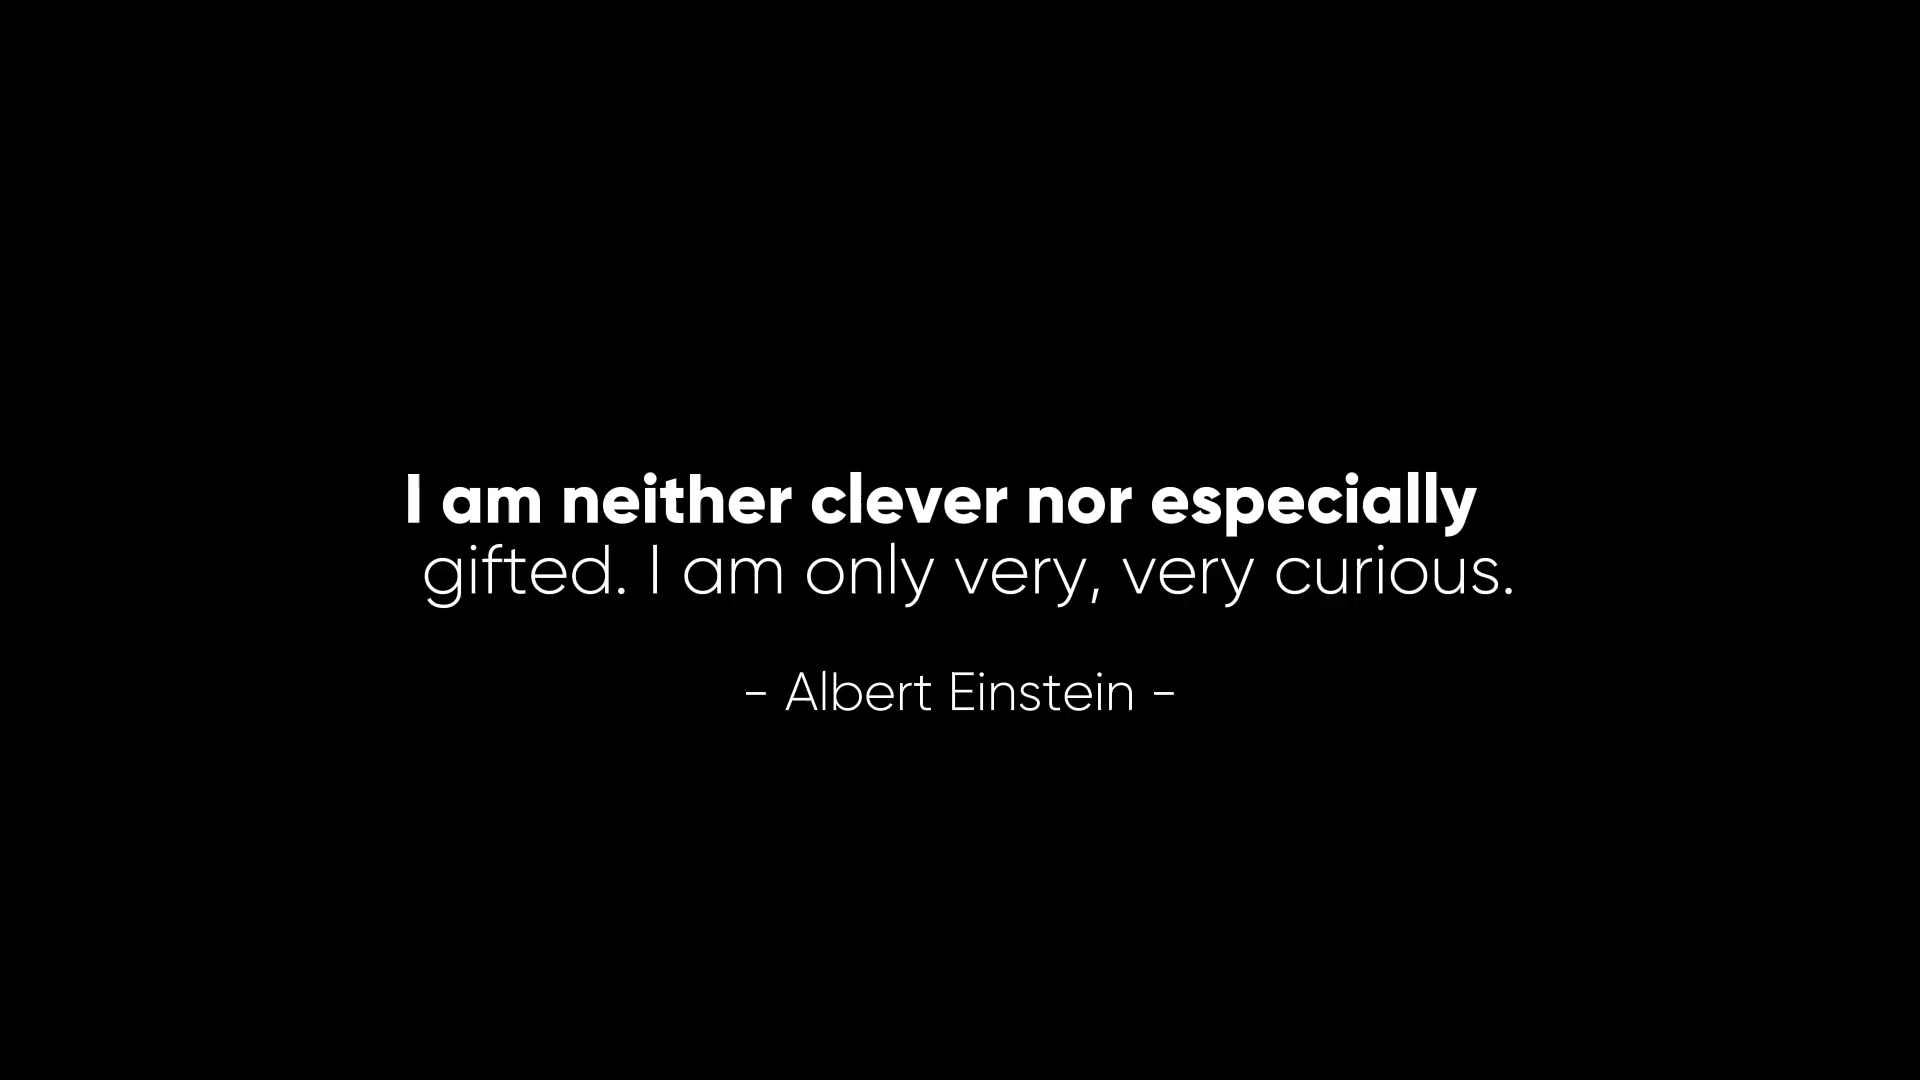 I am neither clever nor especially
gifted. I am only very, very curious.
- Albert Einstein -